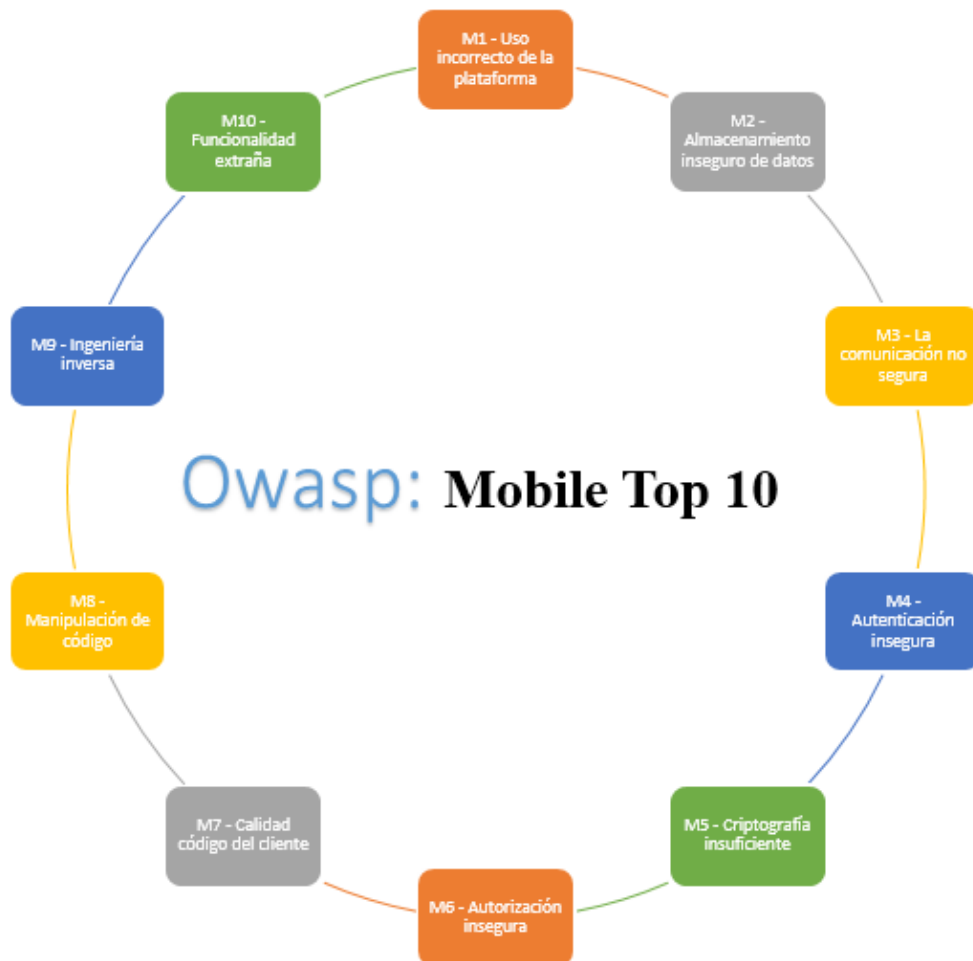 M1 - Uso
incorrecto de la
plataforma
M2 -
Almacenamiento
inseguro de datos
M3 - La
comunicación no
segura
M4 -
Autenticación
insegura
M5 - Criptografía
insuficiente
M6 - Autorización
insegura
M7 - Calidad
código del cliente
M8 -
Manipulación de
código
M9 - Ingeniería
inversa
M10 -
Funcionalidad
extraña
Owasp: Mobile Top 10